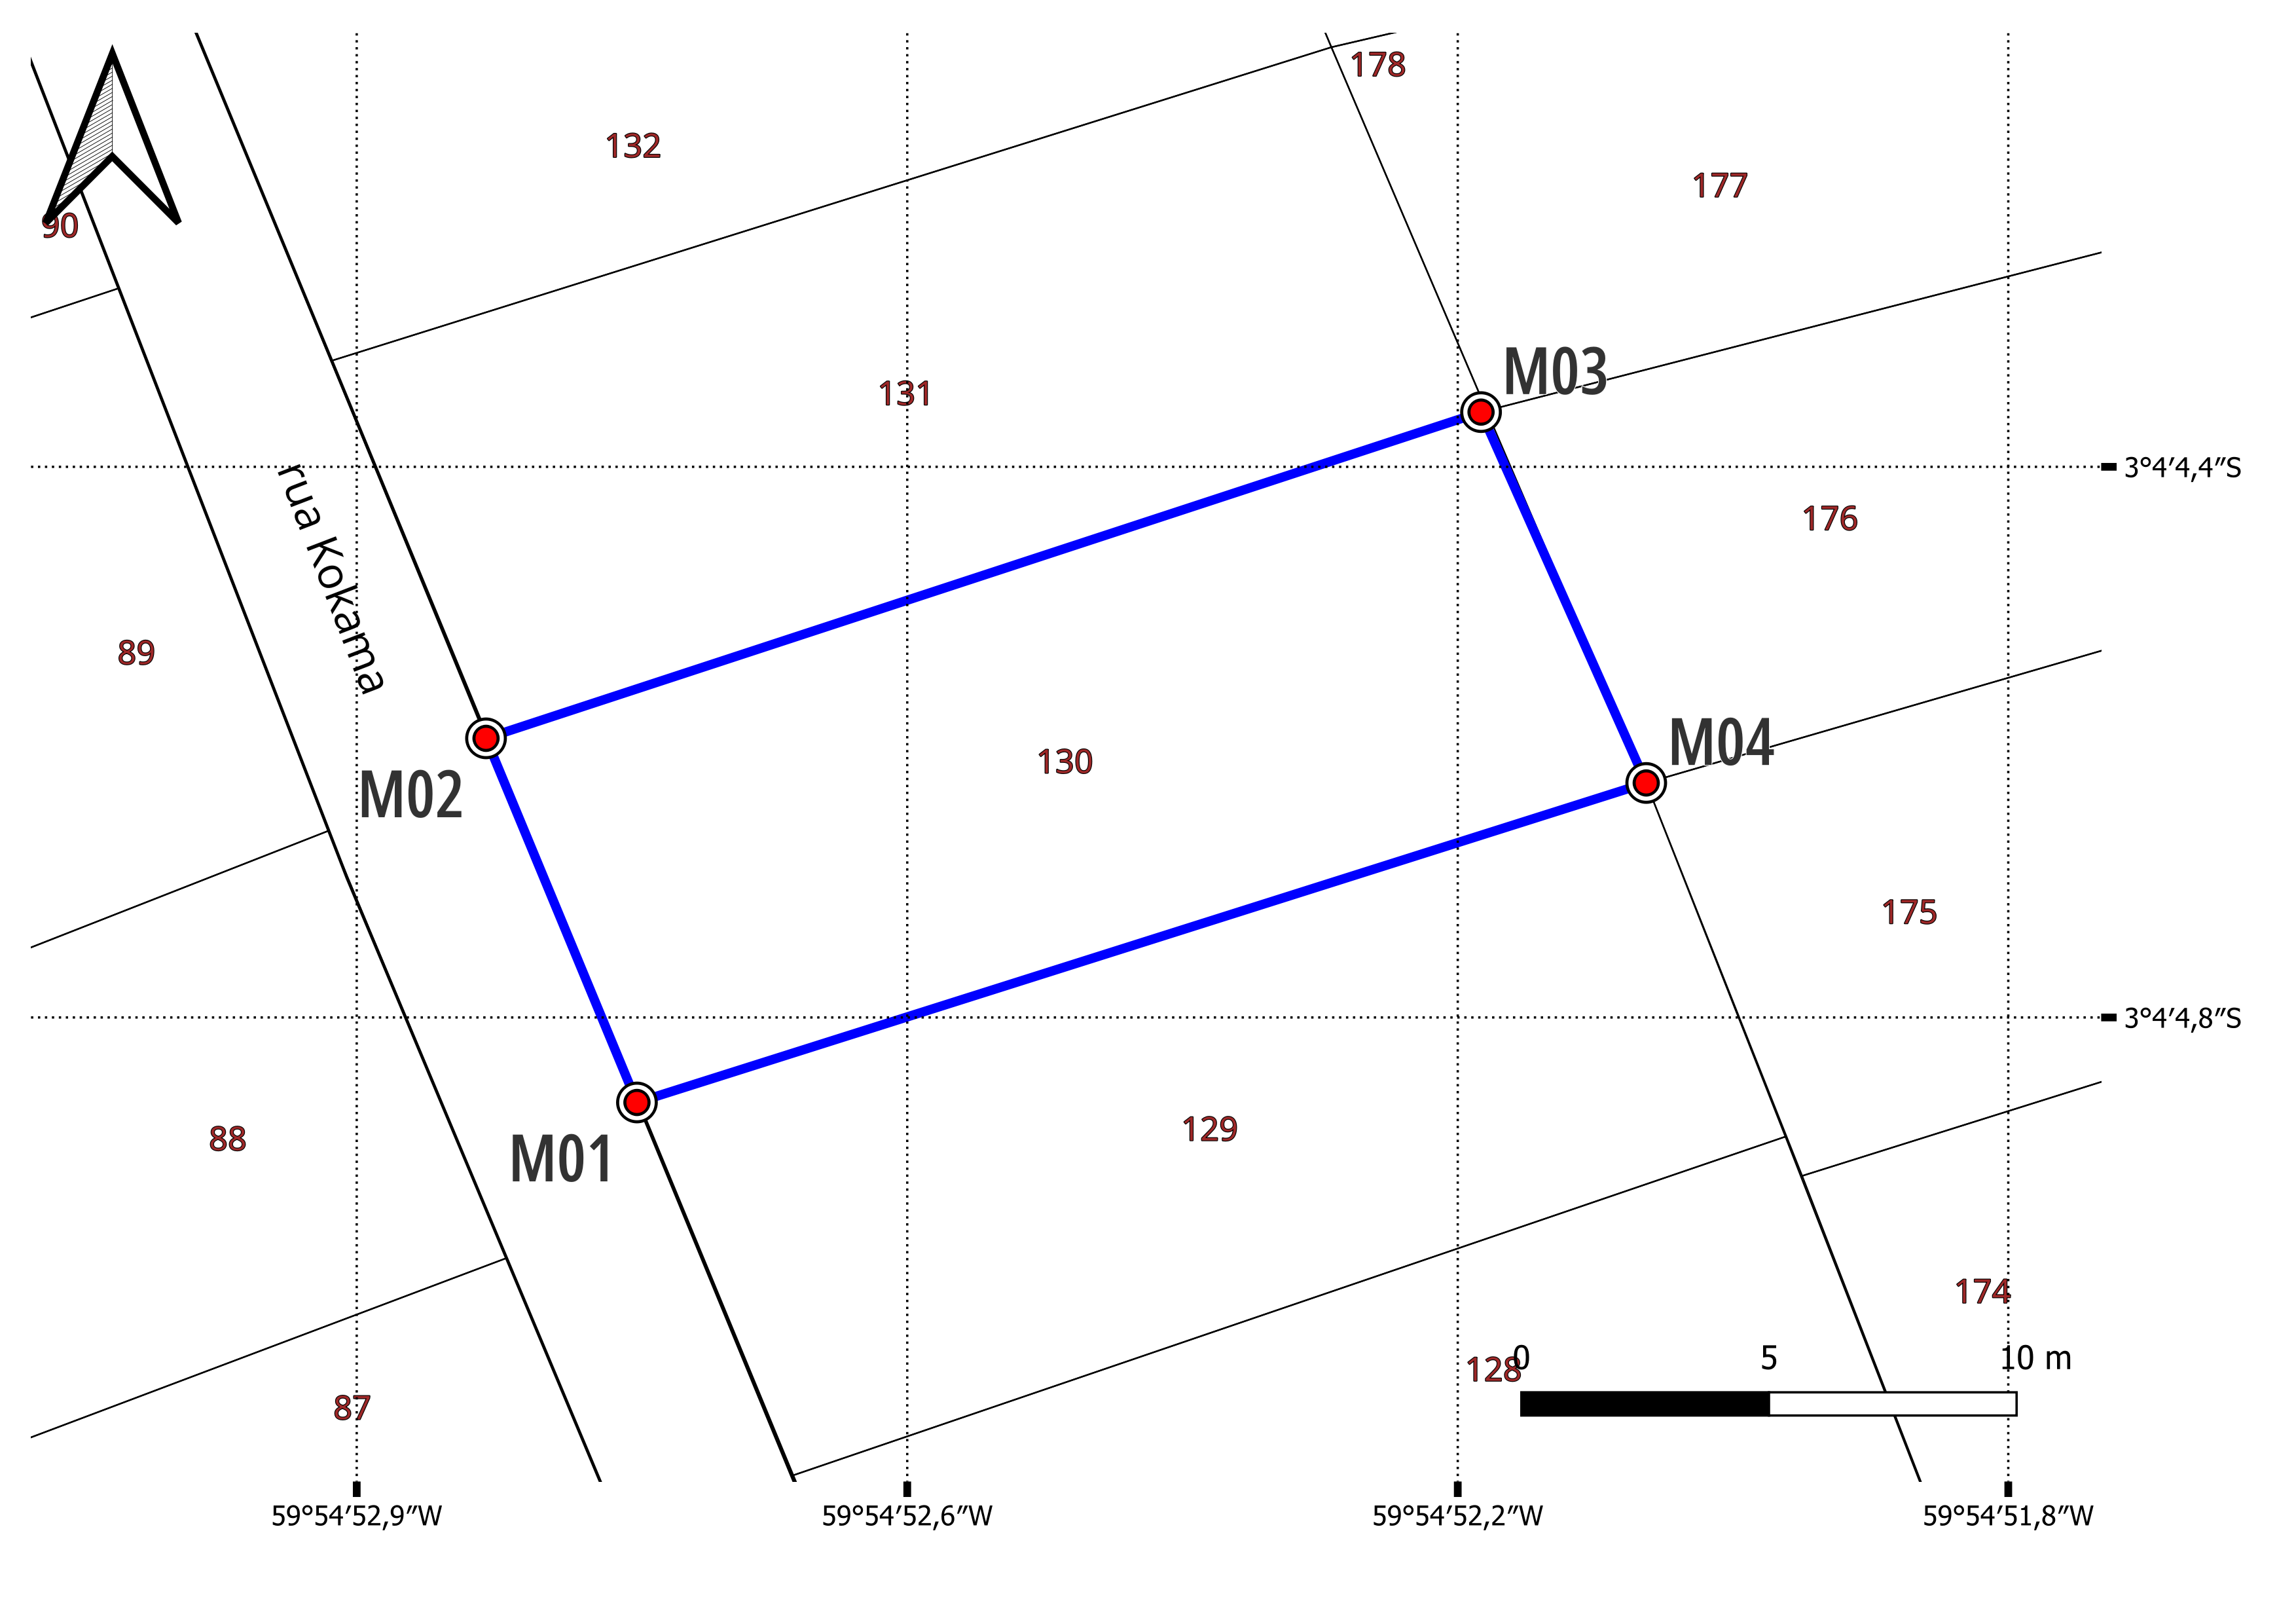 178
132
177
90
M03
131
3°4′4,4″S
rua Kokama
176
89
M04
M02
130
175
3°4′4,8″S
129
88
M01
174
0 5 10 m
128
87
59°54′52,9″W 59°54′52,6″W 59°54′52,2″W 59°54′51,8″W